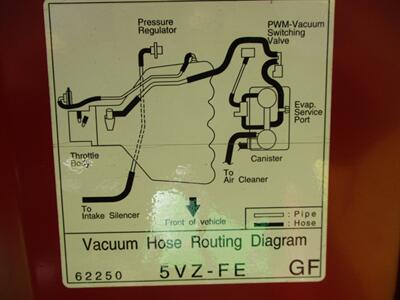 Pressure
Regulator
PWM-Vacuum
Switching
Valve
Evap.
Service
Port
Throttle
Body
Canister
To
Air Cleaner
To
Intake Silencer
Front of vehicle
: Pipe
: Hose
Vacuum Hose Routing Diagram
62250
5VZ-FE
GF